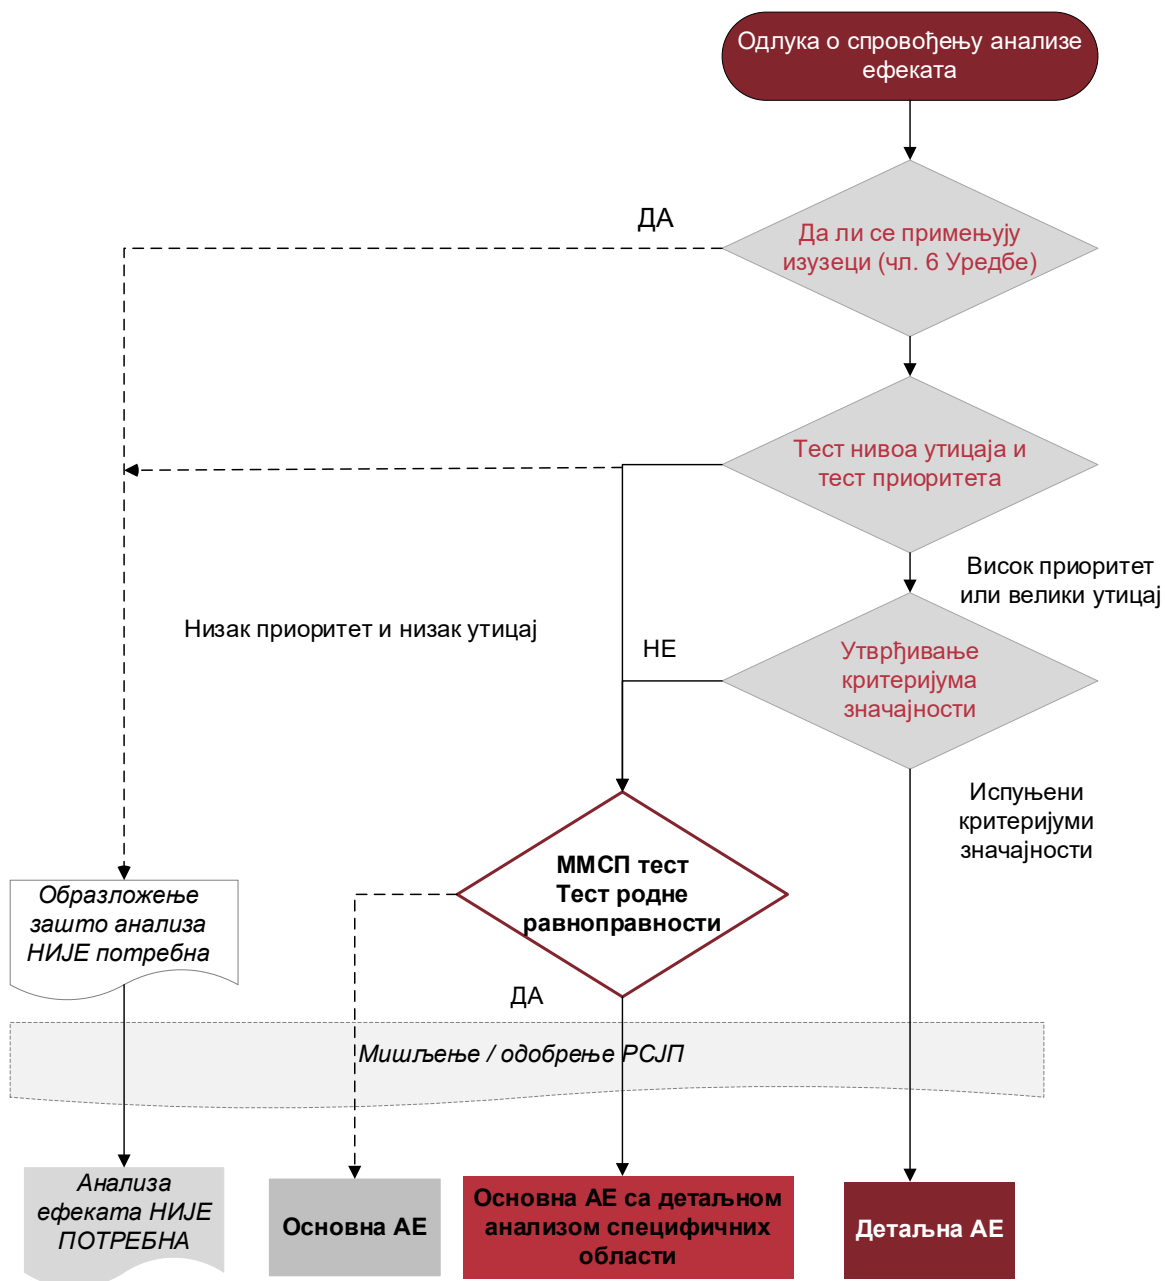 Одлука о спровођењу анализе
ефеката
ДА
Да ли се примењују
изузеци (чл. 6 Уредбе)
Тест нивоа утицаја и
тест приоритета
Висок приоритет
или велики утицај
Низак приоритет и низак утицај
НЕ
Утврђивање
критеријума
значајности
Испуњени
критеријуми
значајности
ММСП тест
Тест родне
равноправности
Образложење
зашто анализа
НИЈЕ потребна
ДА
Мишљење / одобрење РСЈП
Анализа
ефеката НИЈЕ
ПОТРЕБНА
Основна АЕ
Основна АЕ са детаљном
анализом специфичних
области
Детаљна АЕ